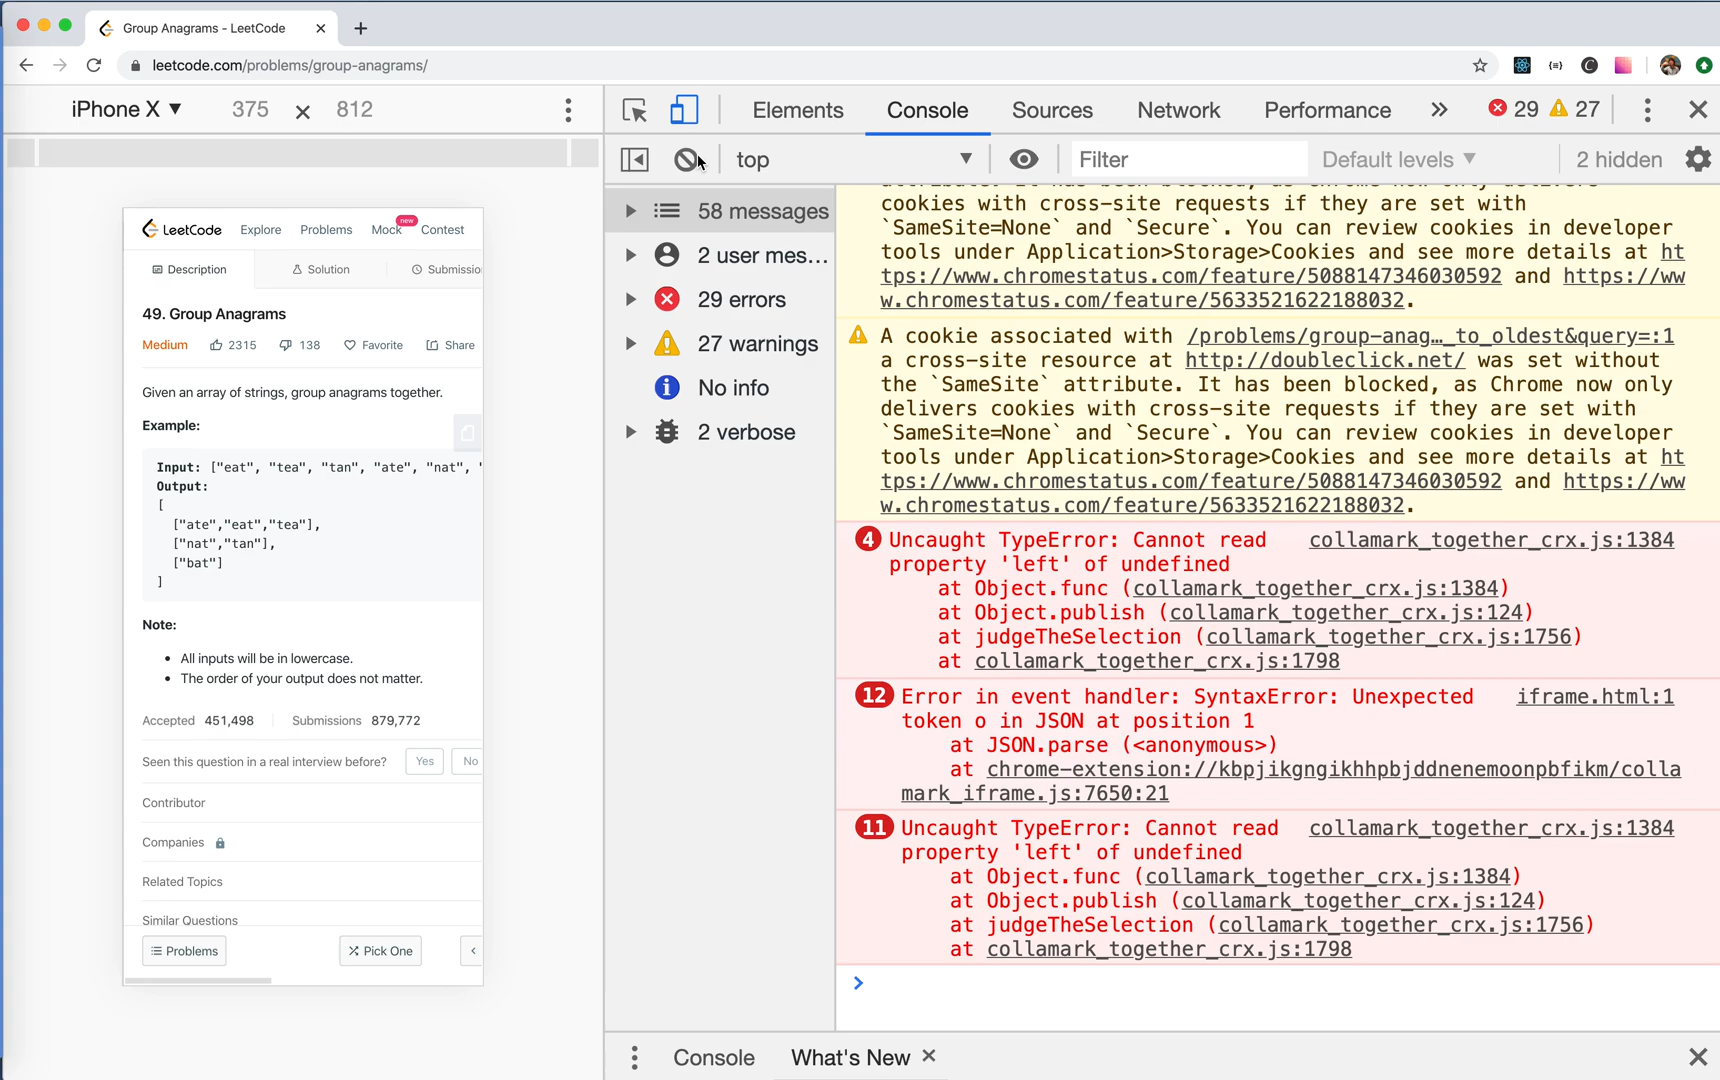 Group Anagrams - LeetCode
leetcode.com/problems/group-anagrams/
iPhone X ▼ 375 × 812
Elements Console Sources Network Performance » 29 27
top ▼ Filter Default levels ▼ 2 hidden
58 messages
2 user mes...
29 errors
27 warnings
No info
2 verbose
LeetCode Explore Problems Mock new Contest
Description Solution Submissio
49. Group Anagrams
Medium 2315 138 Favorite Share
Given an array of strings, group anagrams together.
Example:
Input: ["eat", "tea", "tan", "ate", "nat", "
Output:
[
["ate","eat","tea"],
["nat","tan"],
["bat"]
]
Note:
• All inputs will be in lowercase.
• The order of your output does not matter.
Accepted 451,498 Submissions 879,772
Seen this question in a real interview before? Yes No
Contributor
Companies
Related Topics
Similar Questions
Problems Pick One <
cookies with cross-site requests if they are set with
`SameSite=None` and `Secure`. You can review cookies in developer
tools under Application>Storage>Cookies and see more details at ht
tps://www.chromestatus.com/feature/5088147346030592 and https://ww
w.chromestatus.com/feature/5633521622188032.
A cookie associated with /problems/group-anag…_to_oldest&query=:1
a cross-site resource at http://doubleclick.net/ was set without
the `SameSite` attribute. It has been blocked, as Chrome now only
delivers cookies with cross-site requests if they are set with
`SameSite=None` and `Secure`. You can review cookies in developer
tools under Application>Storage>Cookies and see more details at ht
tps://www.chromestatus.com/feature/5088147346030592 and https://ww
w.chromestatus.com/feature/5633521622188032.
4 Uncaught TypeError: Cannot read collamark_together_crx.js:1384
property 'left' of undefined
at Object.func (collamark_together_crx.js:1384)
at Object.publish (collamark_together_crx.js:124)
at judgeTheSelection (collamark_together_crx.js:1756)
at collamark_together_crx.js:1798
12 Error in event handler: SyntaxError: Unexpected iframe.html:1
token o in JSON at position 1
at JSON.parse (<anonymous>)
at chrome-extension://kbpjikgngikhhpbjddnenemoonpbfikm/colla
mark_iframe.js:7650:21
11 Uncaught TypeError: Cannot read collamark_together_crx.js:1384
property 'left' of undefined
at Object.func (collamark_together_crx.js:1384)
at Object.publish (collamark_together_crx.js:124)
at judgeTheSelection (collamark_together_crx.js:1756)
at collamark_together_crx.js:1798
>
Console What's New ×